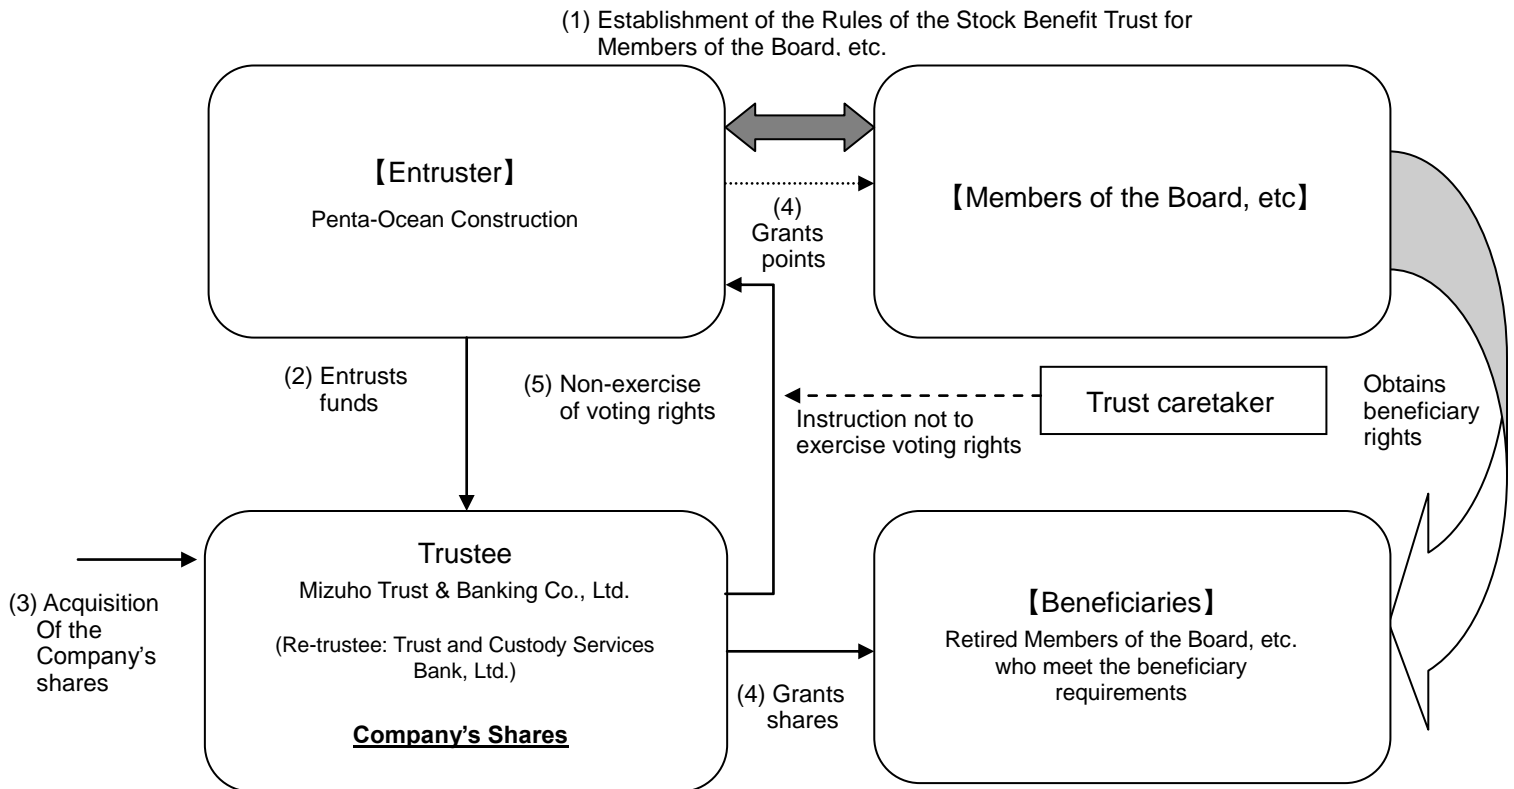 (1) Establishment of the Rules of the Stock Benefit Trust for
Members of the Board, etc.
【Entruster】
Penta-Ocean Construction
(4)
Grants
points
【Members of the Board, etc】
(2) Entrusts
funds
(5) Non-exercise
of voting rights
Instruction not to
exercise voting rights
Trust caretaker
Obtains
beneficiary
rights
(3) Acquisition
Of the
Company’s
shares
Trustee
Mizuho Trust & Banking Co., Ltd.
(Re-trustee: Trust and Custody Services
Bank, Ltd.)
Company’s Shares
(4) Grants
shares
【Beneficiaries】
Retired Members of the Board, etc.
who meet the beneficiary
requirements